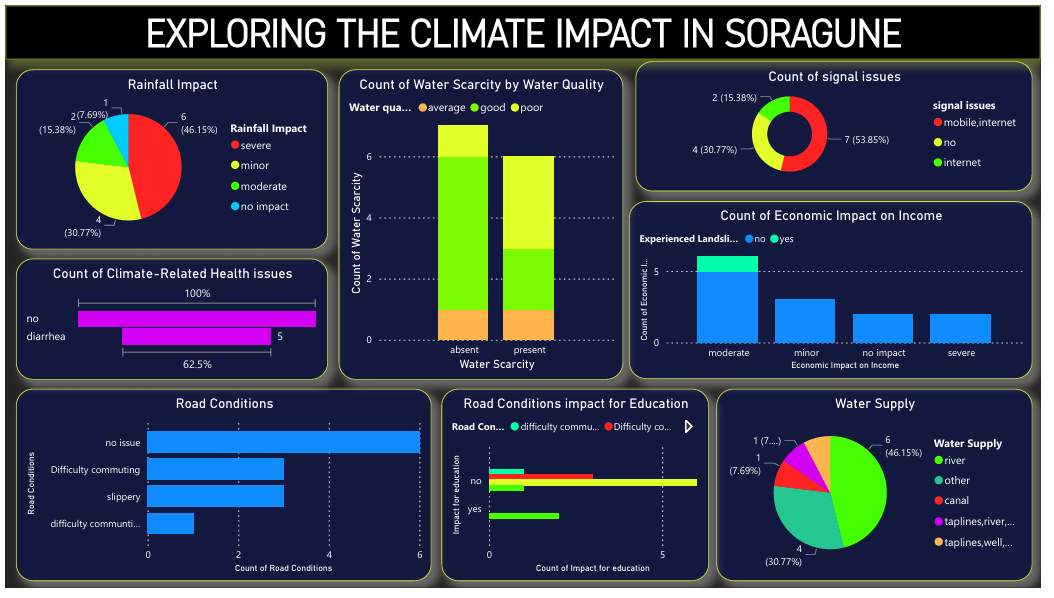 EXPLORING THE CLIMATE IMPACT IN SORAGUNE
Rainfall Impact
1
(7.69%)
2
(15.38%)
6
(46.15%)
4
(30.77%)
Rainfall Impact
severe
minor
moderate
no impact
Count of Climate-Related Health issues
100%
no
diarrhea
5
62.5%
Count of Water Scarcity by Water Quality
Water qua... average good poor
Count of Water Scarcity
6
4
2
0
absent present
Water Scarcity
Count of signal issues
2 (15.38%)
4 (30.77%)
7 (53.85%)
signal issues
mobile,internet
no
internet
Count of Economic Impact on Income
Experienced Landsli... no yes
Count of Economic I...
5
0
moderate minor no impact severe
Economic Impact on Income
Road Conditions
Road Conditions
no issue
Difficulty commuting
slippery
difficulty communti...
0 2 4 6
Count of Road Conditions
Road Conditions impact for Education
Road Con... difficulty commu... Difficulty co...
Impact for education
no
yes
0 5
Count of Impact for education
Water Supply
1 (7....)
1
(7.69%)
6
(46.15%)
4
(30.77%)
Water Supply
river
other
canal
taplines,river,...
taplines,well,...